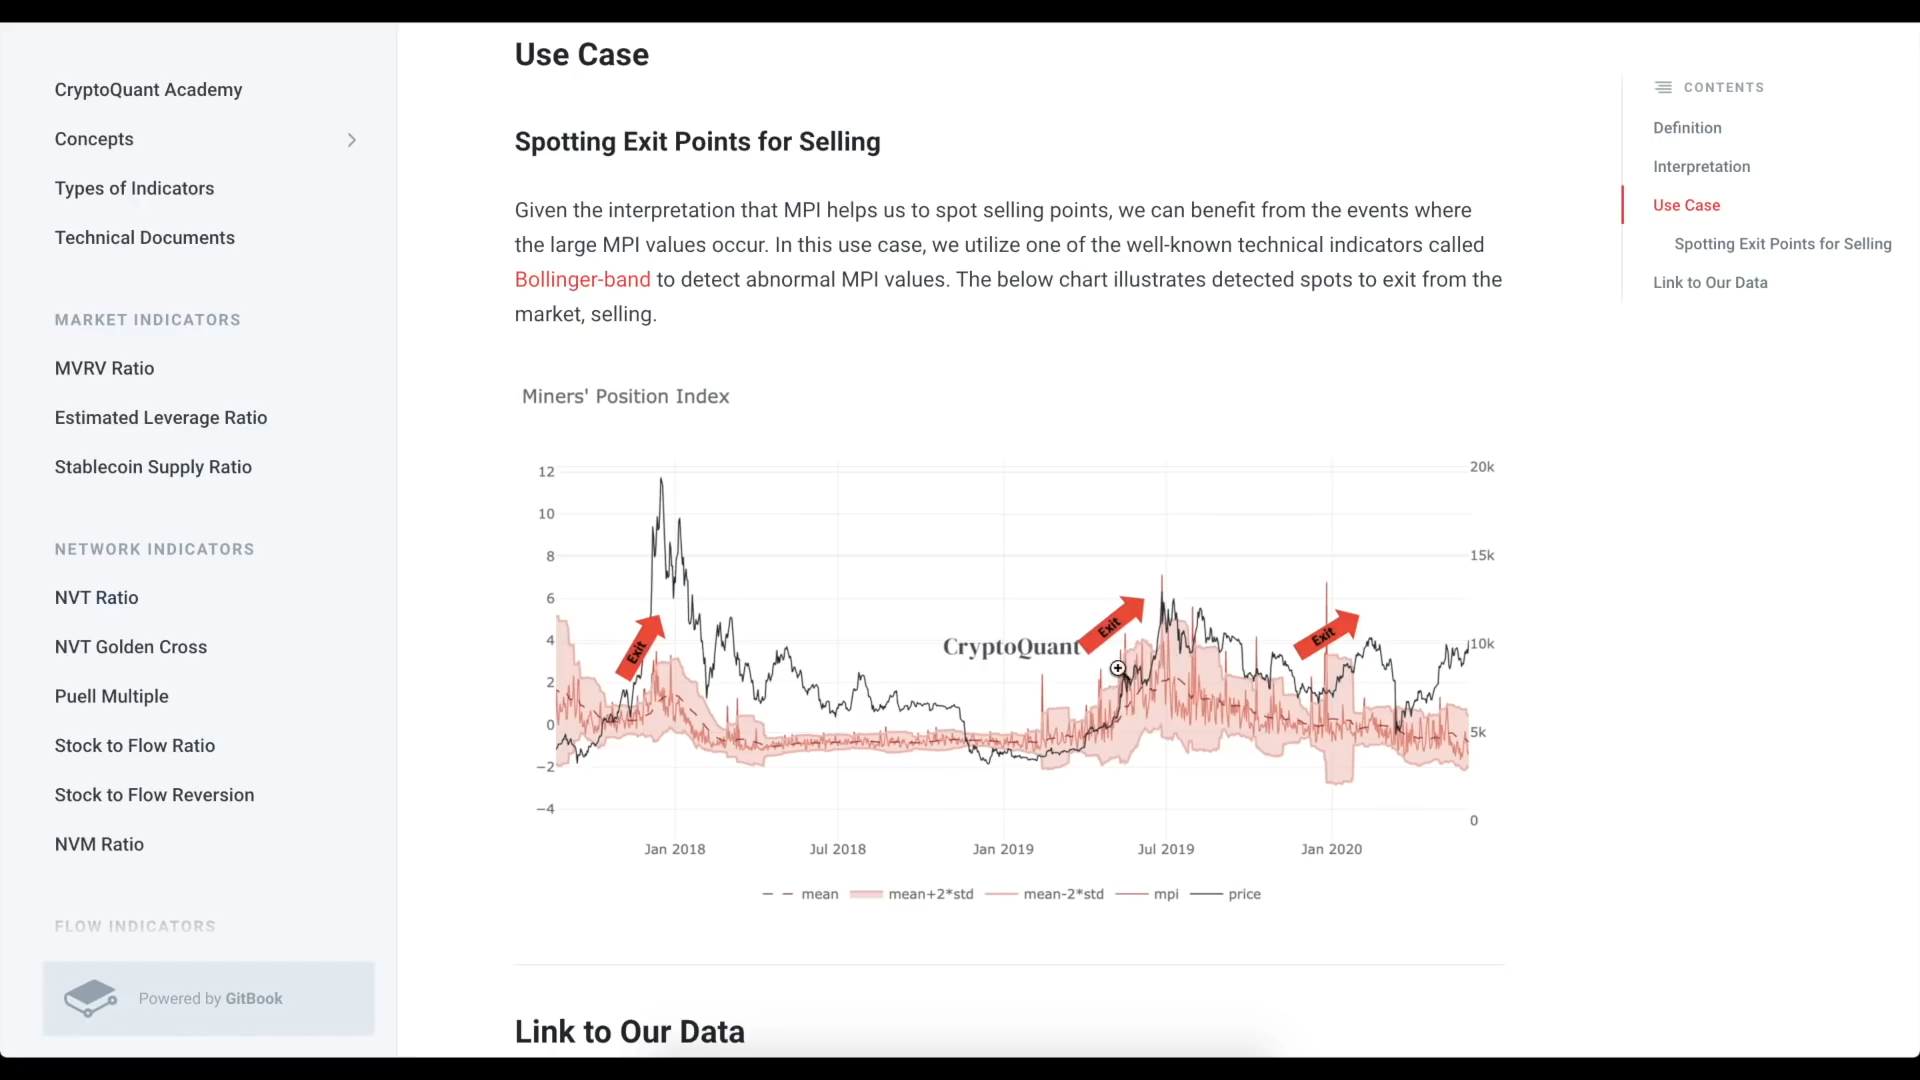 CryptoQuant Academy
Concepts
Types of Indicators
Technical Documents
MARKET INDICATORS
MVRV Ratio
Estimated Leverage Ratio
Stablecoin Supply Ratio
NETWORK INDICATORS
NVT Ratio
NVT Golden Cross
Puell Multiple
Stock to Flow Ratio
Stock to Flow Reversion
NVM Ratio
FLOW INDICATORS
Powered by GitBook
Use Case
Spotting Exit Points for Selling
Given the interpretation that MPI helps us to spot selling points, we can benefit from the events where
the large MPI values occur. In this use case, we utilize one of the well-known technical indicators called
Bollinger-band to detect abnormal MPI values. The below chart illustrates detected spots to exit from the
market, selling.
Miners' Position Index
12
10
8
6
4
2
0
−2
−4
20k
15k
10k
5k
0
Exit
CryptoQuant
Exit
Exit
Jan 2018
Jul 2018
Jan 2019
Jul 2019
Jan 2020
mean
mean+2*std
mean-2*std
mpi
price
Link to Our Data
CONTENTS
Definition
Interpretation
Use Case
Spotting Exit Points for Selling
Link to Our Data